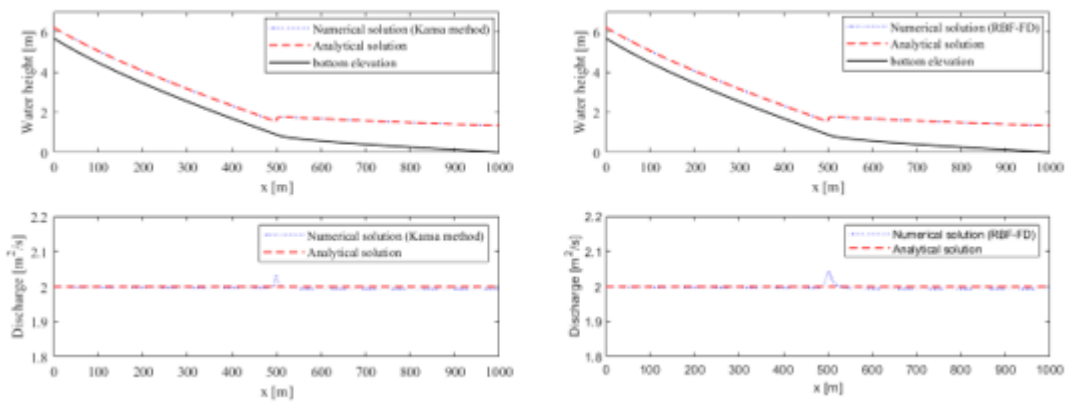 Water height [m]
6
4
2
0
Numerical solution (Kansa method)
Analytical solution
bottom elevation
0 100 200 300 400 500 600 700 800 900 1000
x [m]
Water height [m]
6
4
2
0
Numerical solution (RBF-FD)
Analytical solution
bottom elevation
0 100 200 300 400 500 600 700 800 900 1000
x [m]
Discharge [m²/s]
2.2
2.1
2
1.9
1.8
Numerical solution (Kansa method)
Analytical solution
0 100 200 300 400 500 600 700 800 900 1000
x [m]
Discharge [m²/s]
2.2
2.1
2
1.9
1.8
Numerical solution (RBF-FD)
Analytical solution
0 100 200 300 400 500 600 700 800 900 1000
x [m]